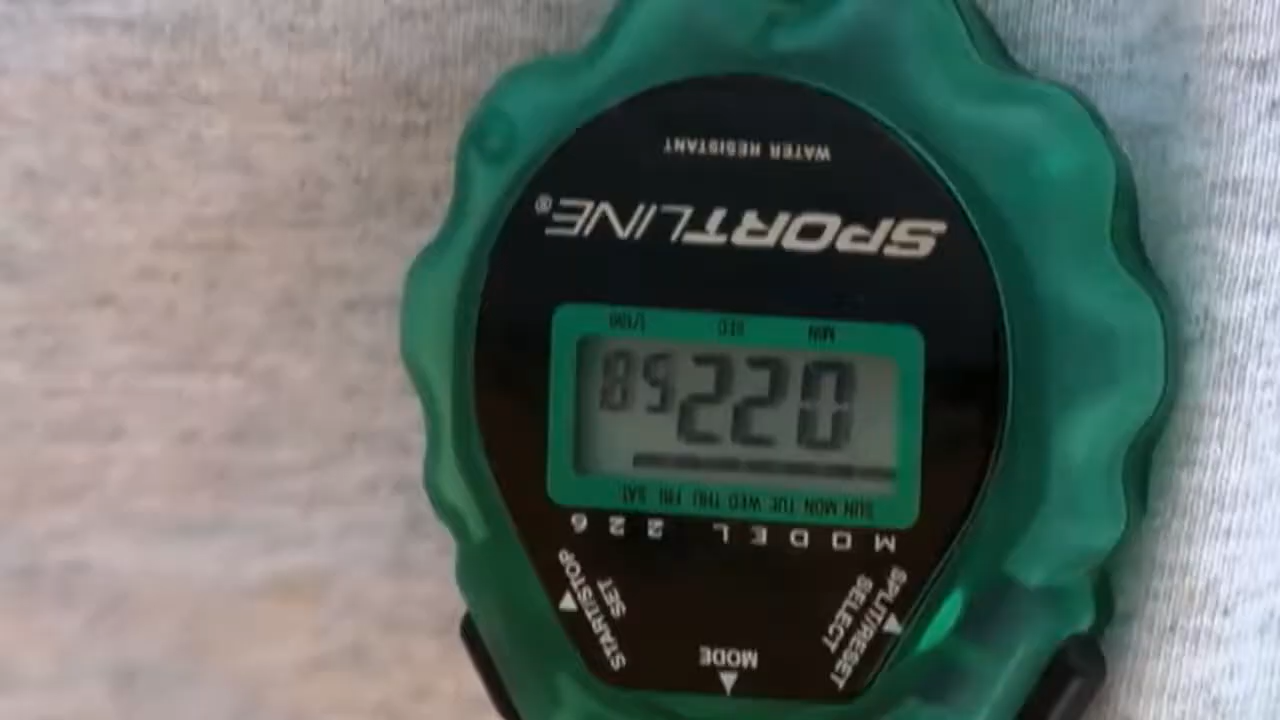 MODE
SPLIT/RESET
SELECT
START/STOP
SET
MODEL 226
SUN MON TUE WED THU FRI SAT
022
MIN SEC 1/100
SPORTLINE®
WATER RESISTANT